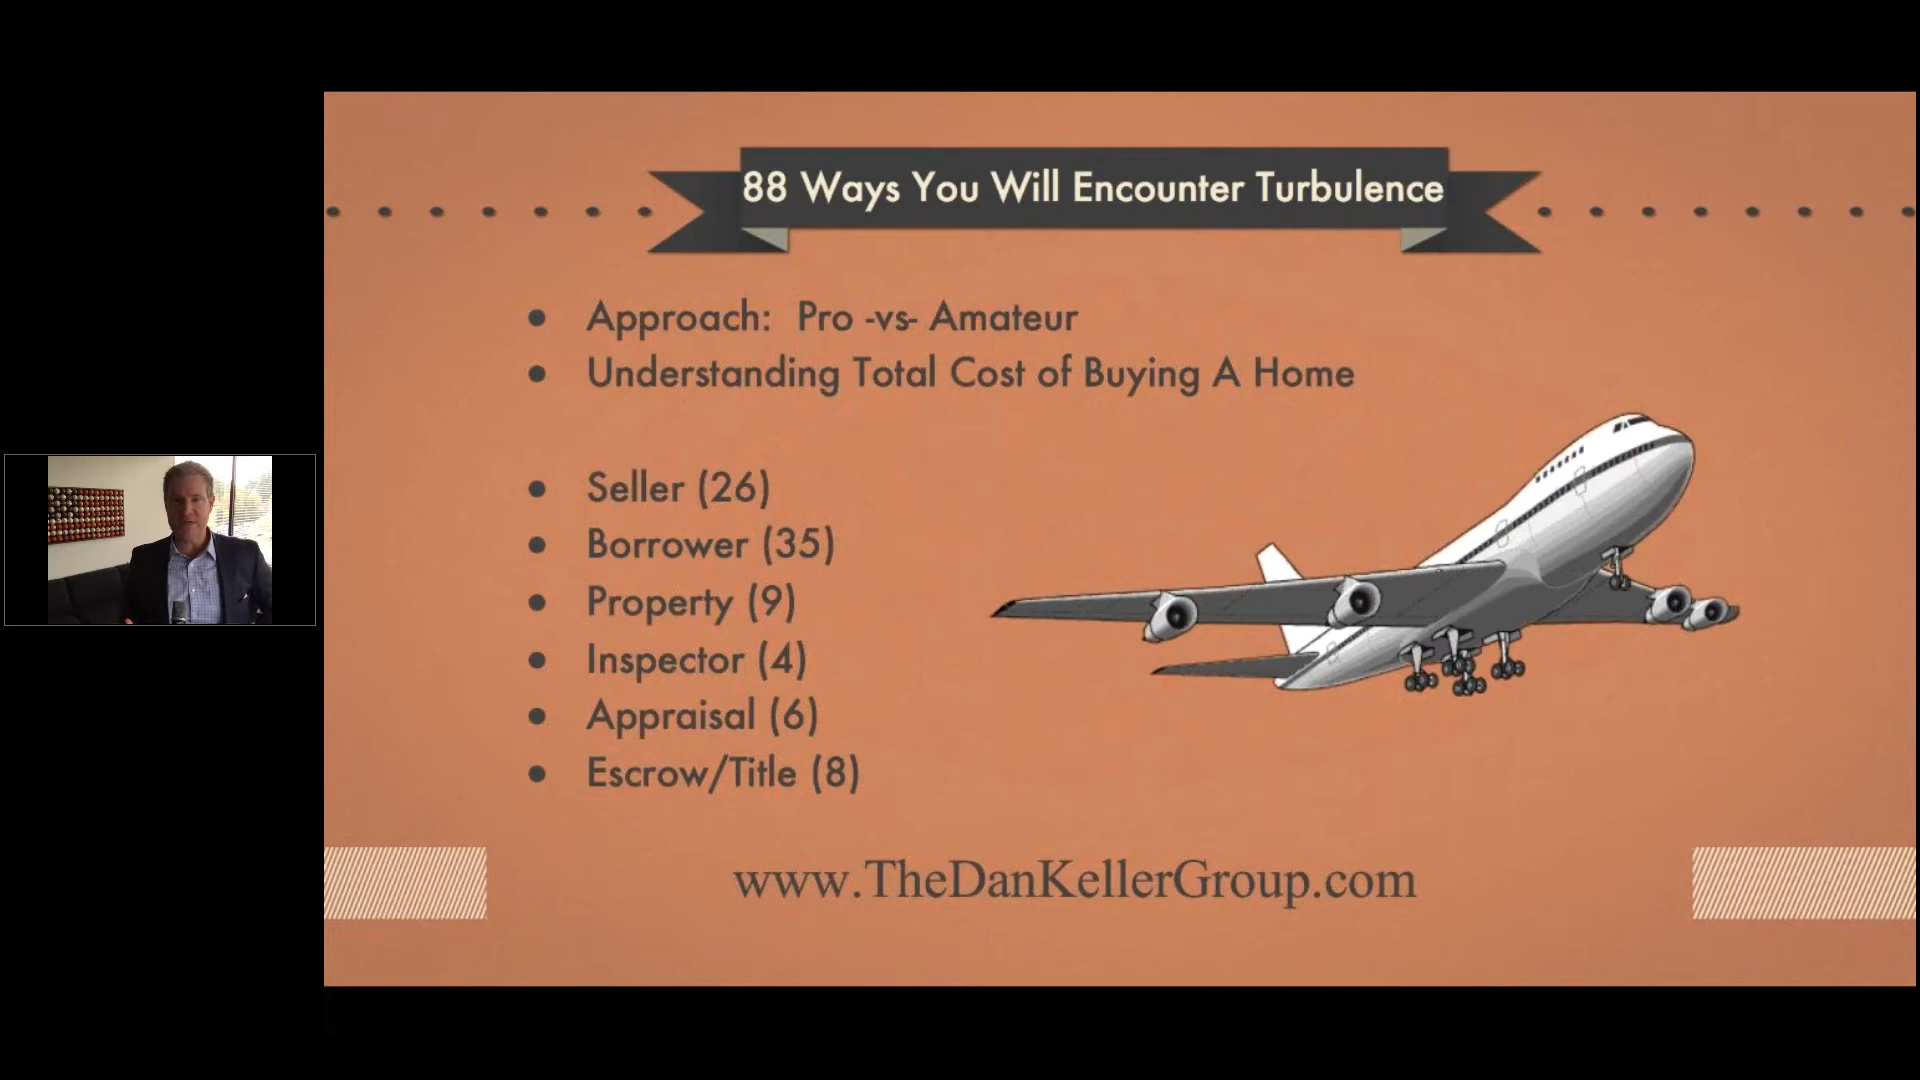 88 Ways You Will Encounter Turbulence
Approach: Pro -vs- Amateur
Understanding Total Cost of Buying A Home
Seller (26)
Borrower (35)
Property (9)
Inspector (4)
Appraisal (6)
Escrow/Title (8)
www.TheDanKellerGroup.com